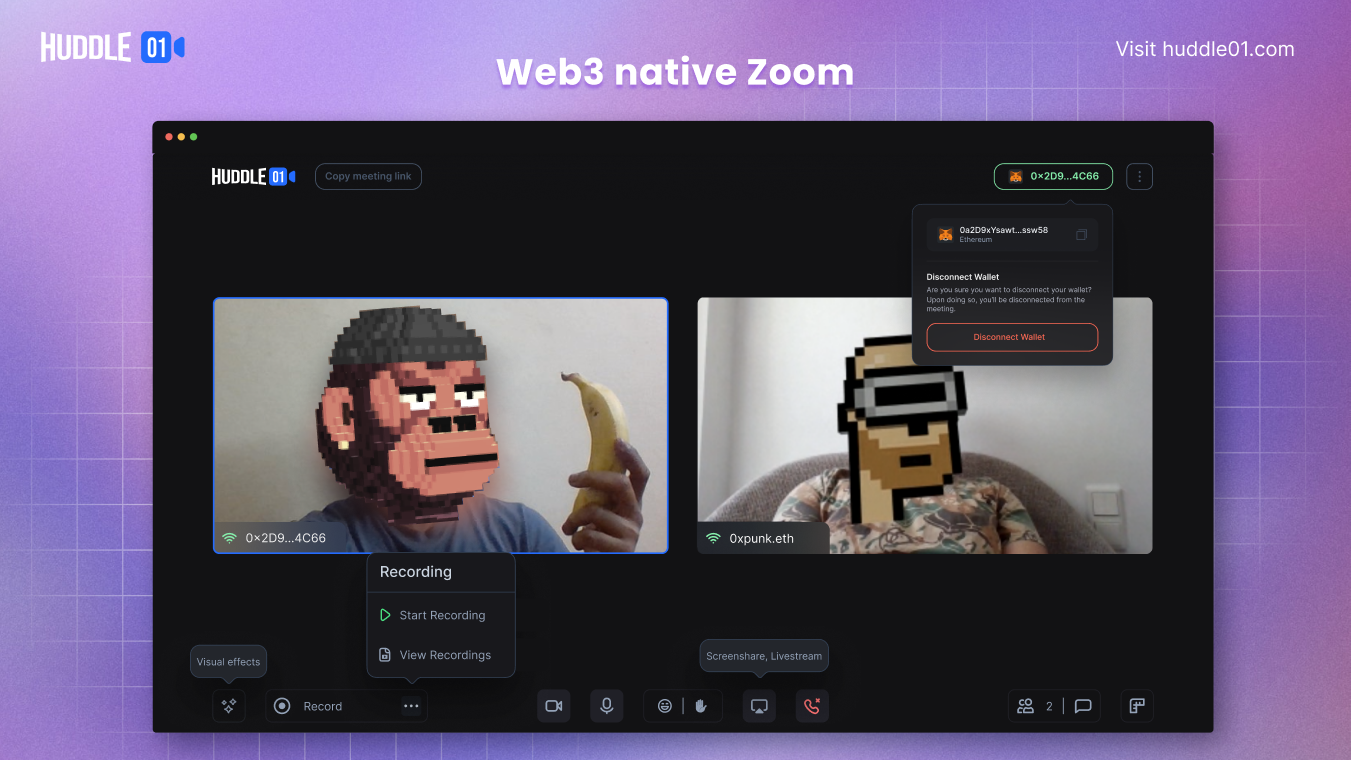 HUDDLE 01
Visit huddle01.com
Web3 native Zoom
HUDDLE 01
Copy meeting link
0×2D9...4C66
0a2D9xYsawt...ssw58
Ethereum
Disconnect Wallet
Are you sure you want to disconnect your wallet?
Upon doing so, you'll be disconnected from the
meeting.
Disconnect Wallet
0×2D9...4C66
0xpunk.eth
Recording
Start Recording
View Recordings
Visual effects
Screenshare, Livestream
Record
2